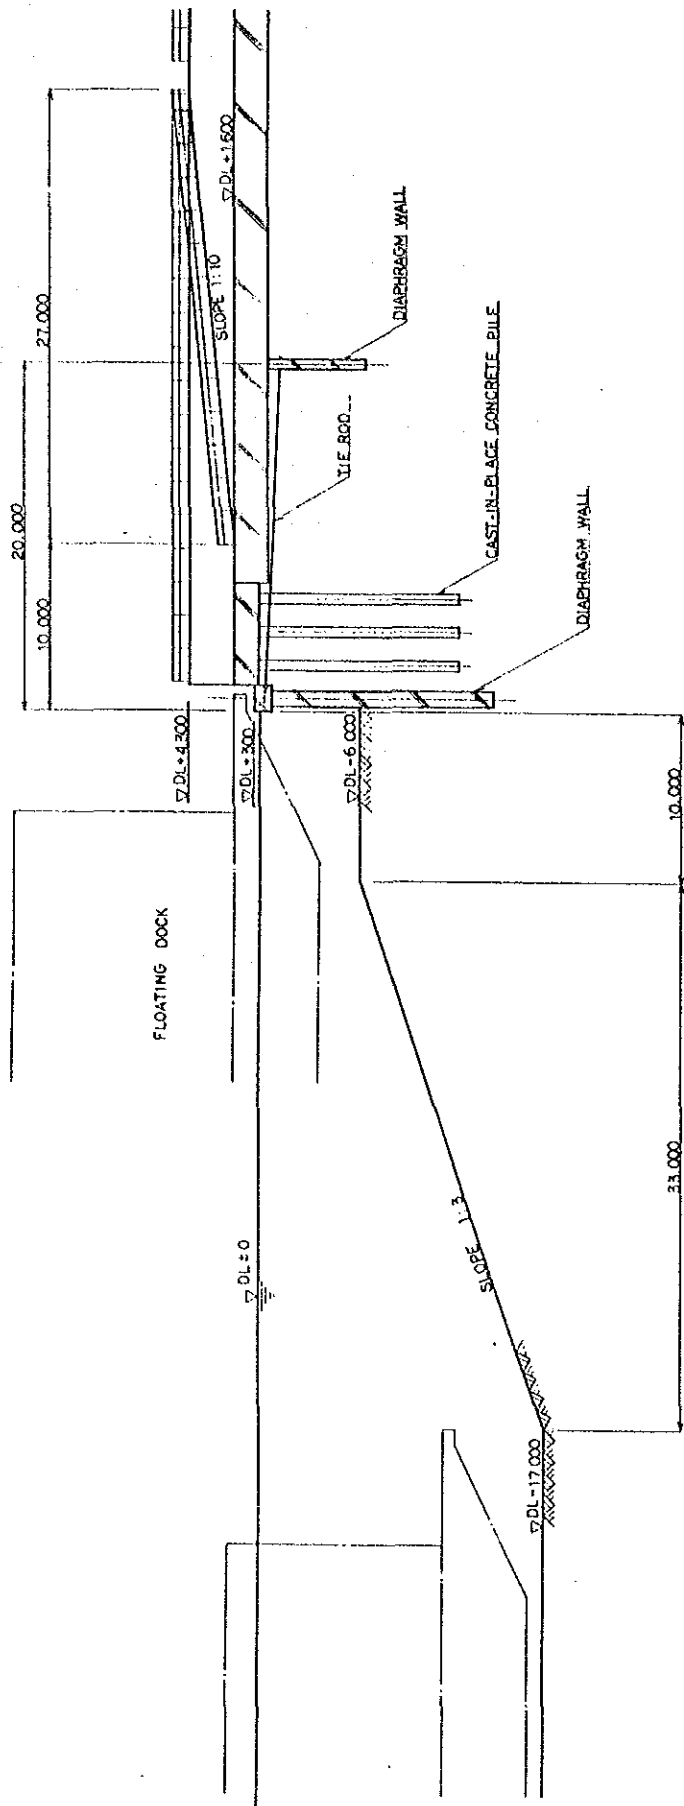 27.000
20.000
10.000
SLOPE 1:10
▽DL+1.600
DIAPHRAGM WALL
TIE ROD
CAST-IN-PLACE CONCRETE PILE
DIAPHRAGM WALL
▽DL+4.300
▽DL+300
▽DL-6.000
10.000
FLOATING DOCK
▽DL±0
SLOPE 1:3
33.000
▽DL-17.000